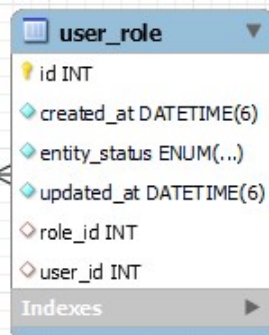 user_role
id INT
created_at DATETIME(6)
entity_status ENUM(...)
updated_at DATETIME(6)
role_id INT
user_id INT
Indexes